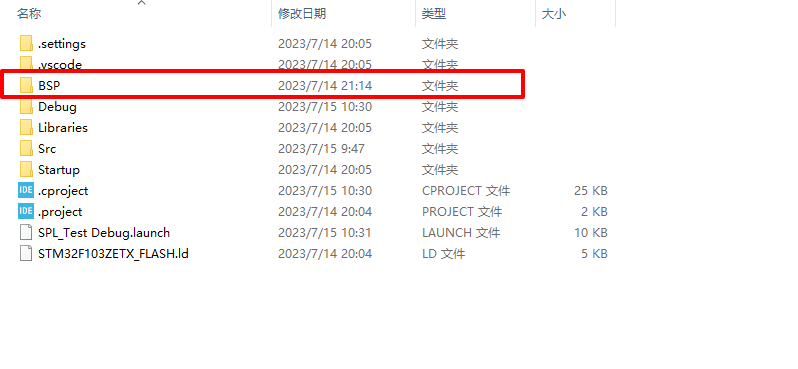 名称 修改日期 类型 大小
.settings 2023/7/14 20:05 文件夹
.vscode 2023/7/14 20:05 文件夹
BSP 2023/7/14 21:14 文件夹
Debug 2023/7/15 10:30 文件夹
Libraries 2023/7/14 20:05 文件夹
Src 2023/7/15 9:47 文件夹
Startup 2023/7/14 20:05 文件夹
IDE .cproject 2023/7/15 10:30 CPROJECT 文件 25 KB
IDE .project 2023/7/14 20:04 PROJECT 文件 2 KB
SPL_Test Debug.launch 2023/7/15 10:31 LAUNCH 文件 10 KB
STM32F103ZETX_FLASH.ld 2023/7/14 20:04 LD 文件 5 KB